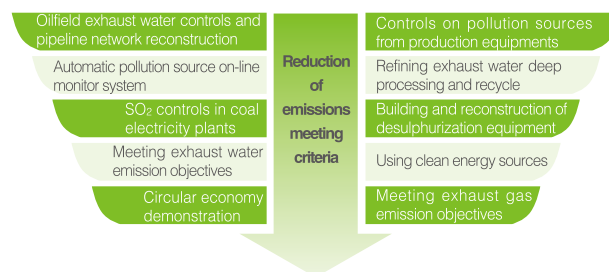 Oilfield exhaust water controls and
pipeline network reconstruction
Automatic pollution source on-line
monitor system
SO₂ controls in coal
electricity plants
Meeting exhaust water
emission objectives
Circular economy
demonstration
Reduction
of
emissions
meeting
criteria
Controls on pollution sources
from production equipments
Refining exhaust water deep
processing and recycle
Building and reconstruction of
desulphurization equipment
Using clean energy sources
Meeting exhaust gas
emission objectives